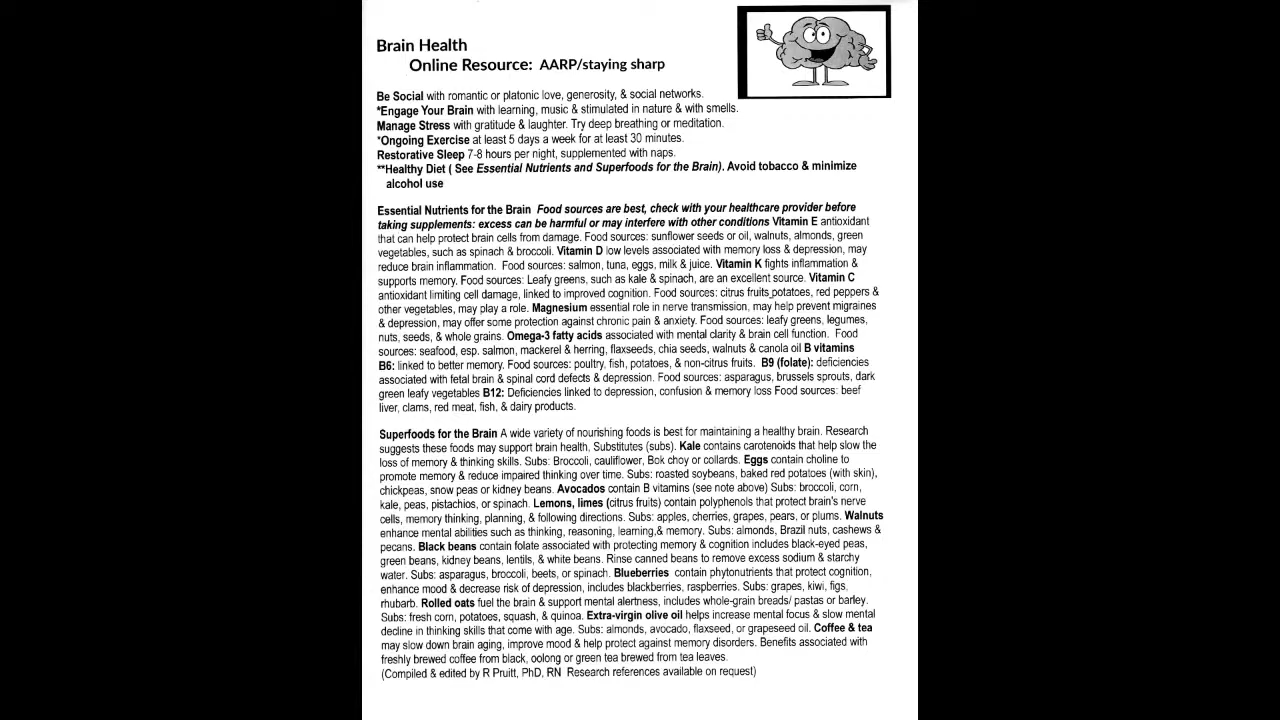 Brain Health
Online Resource: AARP/staying sharp
Be Social with romantic or platonic love, generosity, & social networks.
*Engage Your Brain with learning, music & stimulated in nature & with smells.
Manage Stress with gratitude & laughter. Try deep breathing or meditation.
*Ongoing Exercise at least 5 days a week for at least 30 minutes.
Restorative Sleep 7-8 hours per night, supplemented with naps.
**Healthy Diet ( See Essential Nutrients and Superfoods for the Brain). Avoid tobacco & minimize
alcohol use
Essential Nutrients for the Brain Food sources are best, check with your healthcare provider before
taking supplements: excess can be harmful or may interfere with other conditions Vitamin E antioxidant
that can help protect brain cells from damage. Food sources: sunflower seeds or oil, walnuts, almonds, green
vegetables, such as spinach & broccoli. Vitamin D low levels associated with memory loss & depression, may
reduce brain inflammation. Food sources: salmon, tuna, eggs, milk & juice. Vitamin K fights inflammation &
supports memory. Food sources: Leafy greens, such as kale & spinach, are an excellent source. Vitamin C
antioxidant limiting cell damage, linked to improved cognition. Food sources: citrus fruits,potatoes, red peppers &
other vegetables, may play a role. Magnesium essential role in nerve transmission, may help prevent migraines
& depression, may offer some protection against chronic pain & anxiety. Food sources: leafy greens, legumes,
nuts, seeds, & whole grains. Omega-3 fatty acids associated with mental clarity & brain cell function. Food
sources: seafood, esp. salmon, mackerel & herring, flaxseeds, chia seeds, walnuts & canola oil B vitamins
B6: linked to better memory. Food sources: poultry, fish, potatoes, & non-citrus fruits. B9 (folate): deficiencies
associated with fetal brain & spinal cord defects & depression. Food sources: asparagus, brussels sprouts, dark
green leafy vegetables B12: Deficiencies linked to depression, confusion & memory loss Food sources: beef
liver, clams, red meat, fish, & dairy products.
Superfoods for the Brain A wide variety of nourishing foods is best for maintaining a healthy brain. Research
suggests these foods may support brain health. Substitutes (subs). Kale contains carotenoids that help slow the
loss of memory & thinking skills. Subs: Broccoli, cauliflower, Bok choy or collards. Eggs contain choline to
promote memory & reduce impaired thinking over time. Subs: roasted soybeans, baked red potatoes (with skin),
chickpeas, snow peas or kidney beans. Avocados contain B vitamins (see note above) Subs: broccoli, corn,
kale, peas, pistachios, or spinach. Lemons, limes (citrus fruits) contain polyphenols that protect brain's nerve
cells, memory thinking, planning, & following directions. Subs: apples, cherries, grapes, pears, or plums. Walnuts
enhance mental abilities such as thinking, reasoning, learning,& memory. Subs: almonds, Brazil nuts, cashews &
pecans. Black beans contain folate associated with protecting memory & cognition includes black-eyed peas,
green beans, kidney beans, lentils, & white beans. Rinse canned beans to remove excess sodium & starchy
water. Subs: asparagus, broccoli, beets, or spinach. Blueberries contain phytonutrients that protect cognition,
enhance mood & decrease risk of depression, includes blackberries, raspberries. Subs: grapes, kiwi, figs,
rhubarb. Rolled oats fuel the brain & support mental alertness, includes whole-grain breads/ pastas or barley.
Subs: fresh corn, potatoes, squash, & quinoa. Extra-virgin olive oil helps increase mental focus & slow mental
decline in thinking skills that come with age. Subs: almonds, avocado, flaxseed, or grapeseed oil. Coffee & tea
may slow down brain aging, improve mood & help protect against memory disorders. Benefits associated with
freshly brewed coffee from black, oolong or green tea brewed from tea leaves.
(Compiled & edited by R Pruitt, PhD, RN Research references available on request)